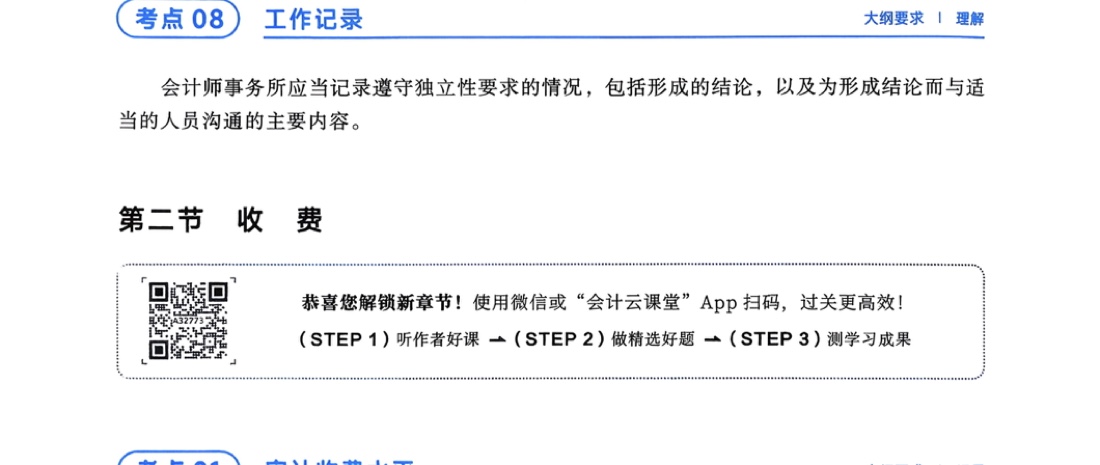 考点 08 工作记录 大纲要求 | 理解
会计师事务所应当记录遵守独立性要求的情况，包括形成的结论，以及为形成结论而与适
当的人员沟通的主要内容。
第二节 收 费
恭喜您解锁新章节！使用微信或“会计云课堂”App 扫码，过关更高效！
A32773
（STEP 1）听作者好课 ⇀（STEP 2）做精选好题 ⇀（STEP 3）测学习成果